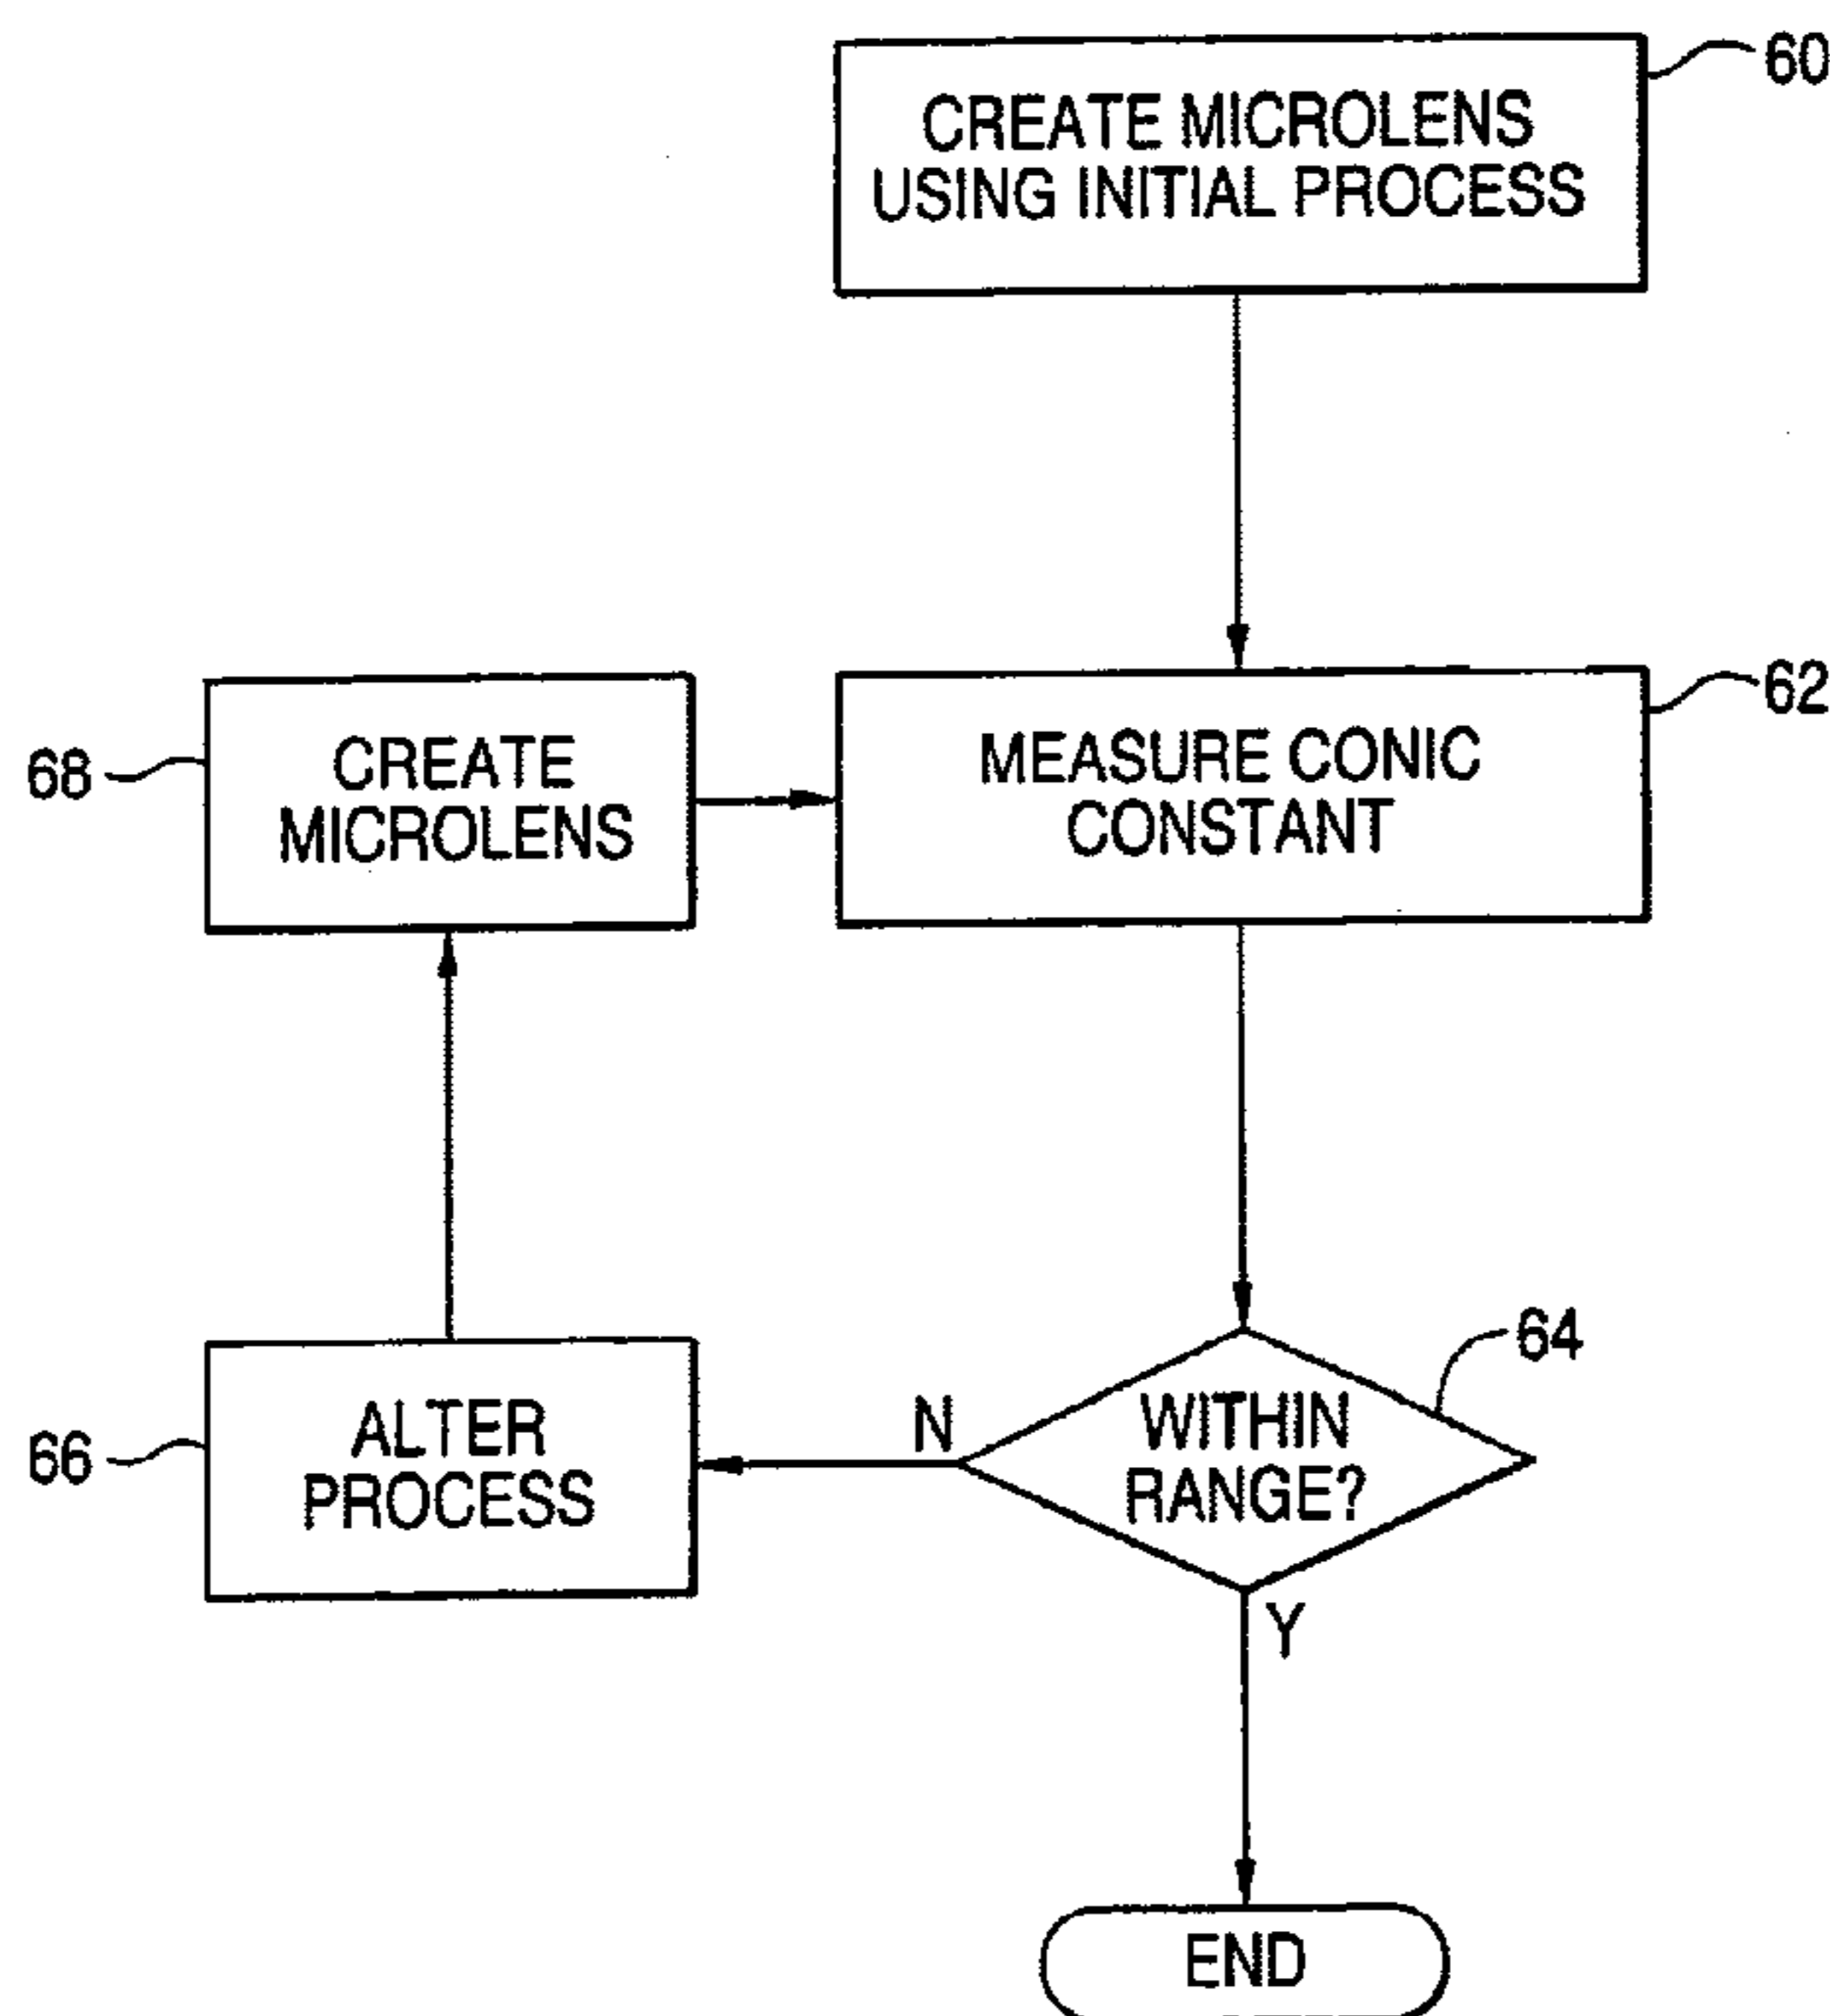 CREATE MICROLENS
USING INITIAL PROCESS
60
MEASURE CONIC
CONSTANT
62
68
CREATE
MICROLENS
64
WITHIN
RANGE?
N
Y
66
ALTER
PROCESS
END